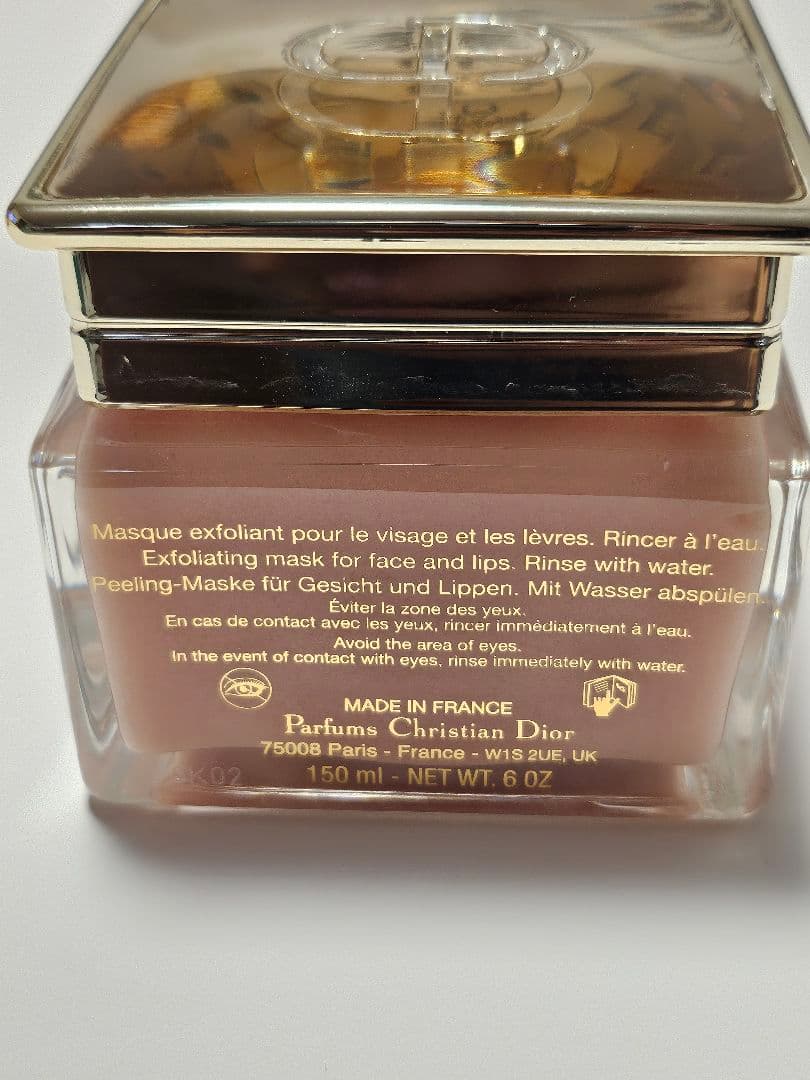 CD
Masque exfoliant pour le visage et les lèvres. Rincer à l'eau.
Exfoliating mask for face and lips. Rinse with water.
Peeling-Maske für Gesicht und Lippen. Mit Wasser abspülen.
Éviter la zone des yeux.
En cas de contact avec les yeux, rincer immédiatement à l'eau.
Avoid the area of eyes.
In the event of contact with eyes, rinse immediately with water.
MADE IN FRANCE
Parfums Christian Dior
75008 Paris - France - W1S 2UE, UK
150 ml - NET WT. 6 OZ